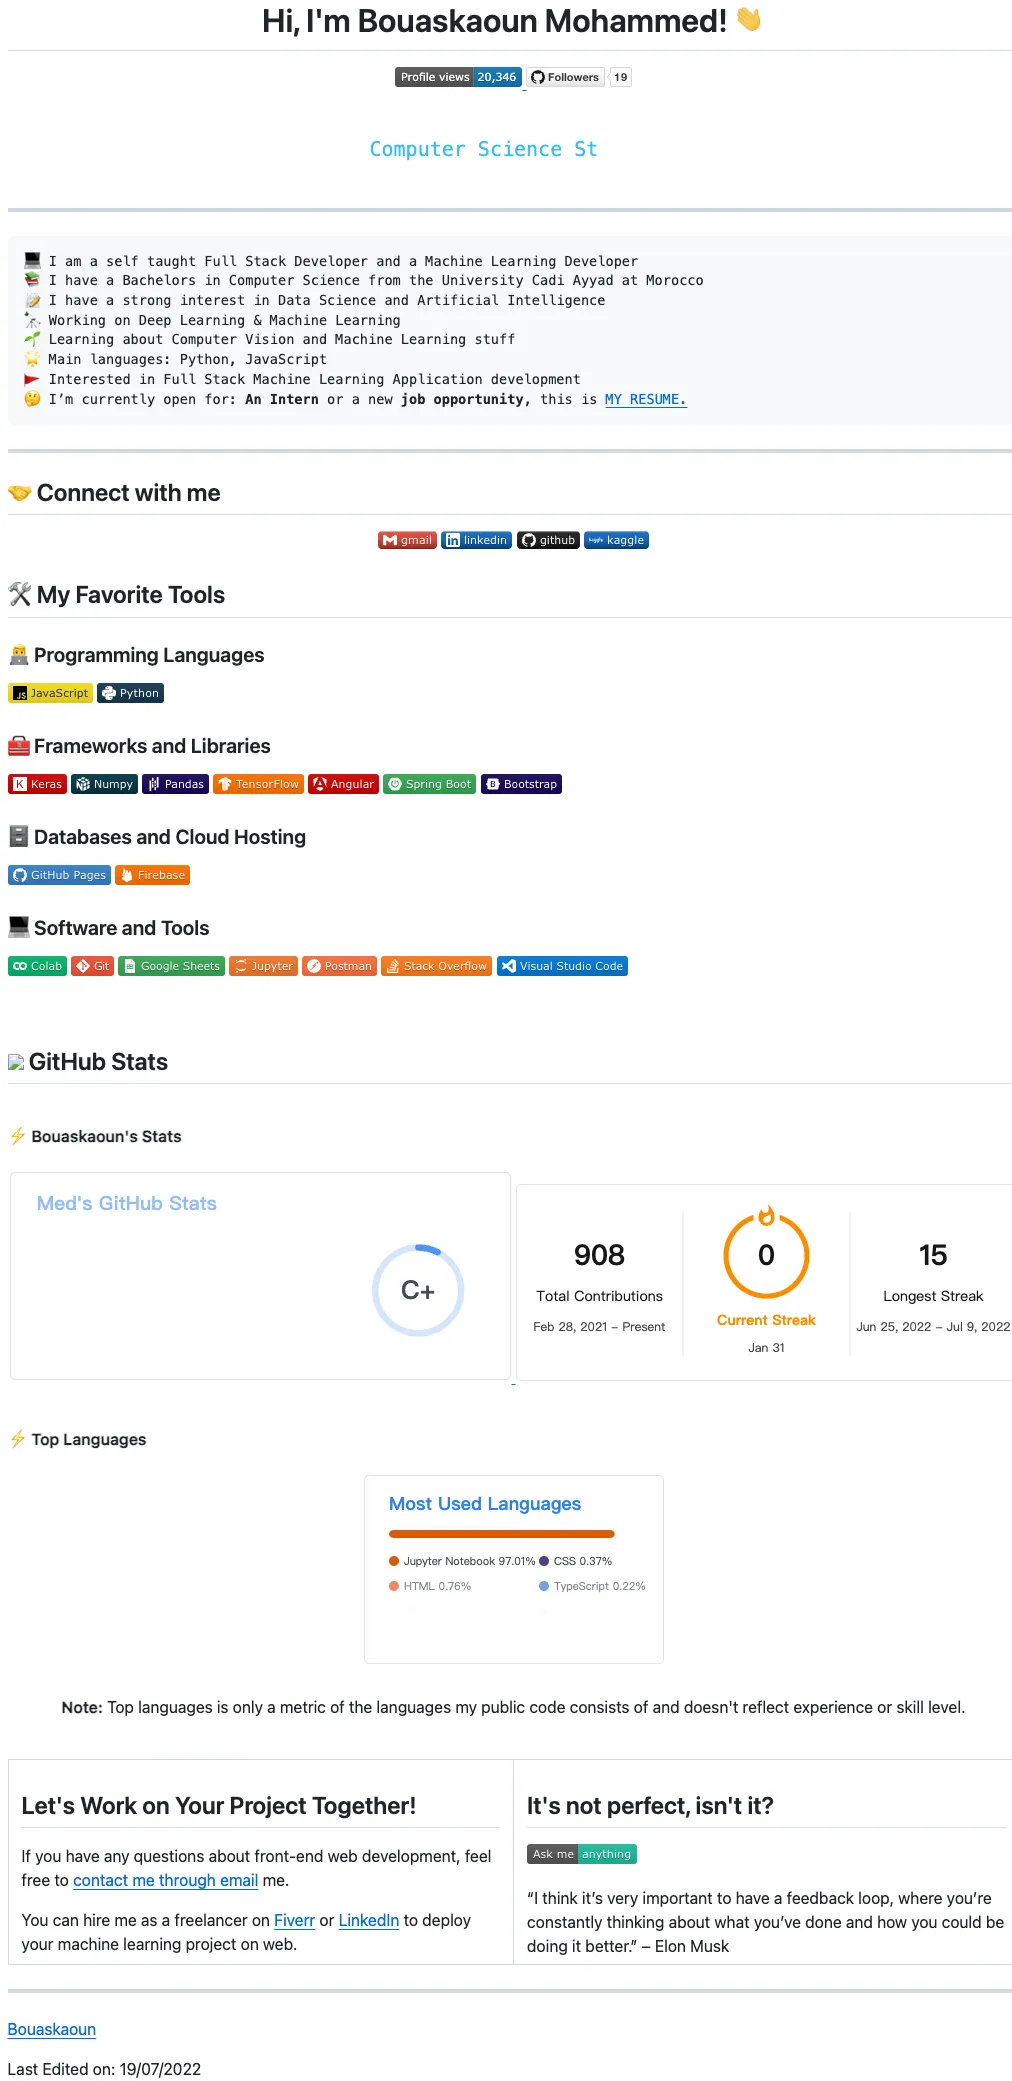 Hi, I'm Bouaskaoun Mohammed! 👋
Profile views 20,346 Followers 19
Computer Science St
I am a self taught Full Stack Developer and a Machine Learning Developer
I have a Bachelors in Computer Science from the University Cadi Ayyad at Morocco
I have a strong interest in Data Science and Artificial Intelligence
Working on Deep Learning & Machine Learning
Learning about Computer Vision and Machine Learning stuff
Main languages: Python, JavaScript
Interested in Full Stack Machine Learning Application development
I’m currently open for: An Intern or a new job opportunity, this is MY RESUME.
Connect with me
gmail linkedin github kaggle
My Favorite Tools
Programming Languages
JavaScript Python
Frameworks and Libraries
Keras Numpy Pandas TensorFlow Angular Spring Boot Bootstrap
Databases and Cloud Hosting
GitHub Pages Firebase
Software and Tools
Colab Git Google Sheets Jupyter Postman Stack Overflow Visual Studio Code
GitHub Stats
⚡ Bouaskaoun's Stats
Med's GitHub Stats
C+
908
Total Contributions
Feb 28, 2021 – Present
0
Current Streak
Jan 31
15
Longest Streak
Jun 25, 2022 – Jul 9, 2022
⚡ Top Languages
Most Used Languages
Jupyter Notebook 97.01% CSS 0.37%
HTML 0.76% TypeScript 0.22%
Note: Top languages is only a metric of the languages my public code consists of and doesn't reflect experience or skill level.
Let's Work on Your Project Together!
If you have any questions about front-end web development, feel
free to contact me through email me.
You can hire me as a freelancer on Fiverr or LinkedIn to deploy
your machine learning project on web.
It's not perfect, isn't it?
Ask me anything
“I think it’s very important to have a feedback loop, where you’re
constantly thinking about what you’ve done and how you could be
doing it better.” – Elon Musk
Bouaskaoun
Last Edited on: 19/07/2022